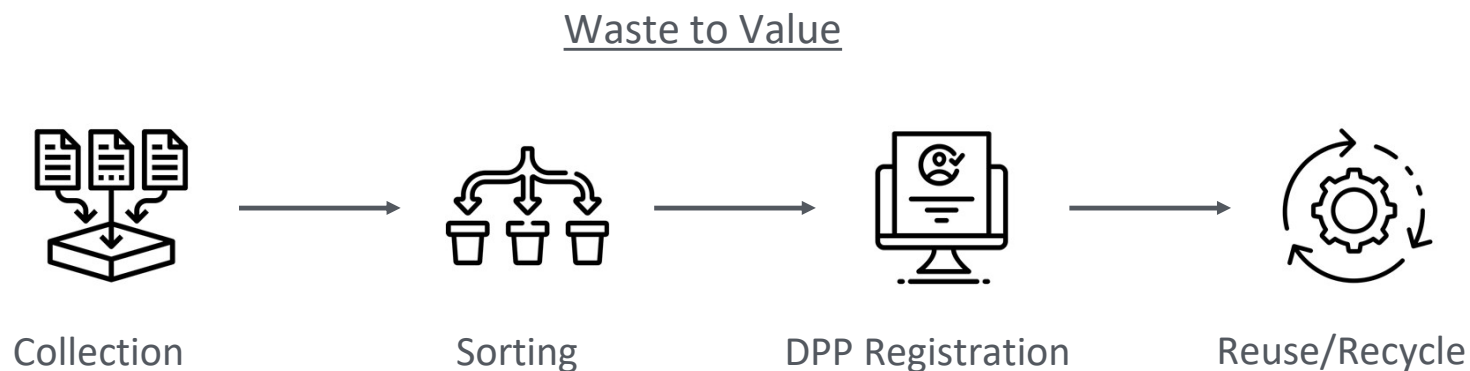 Waste to Value
Collection
Sorting
DPP Registration
Reuse/Recycle